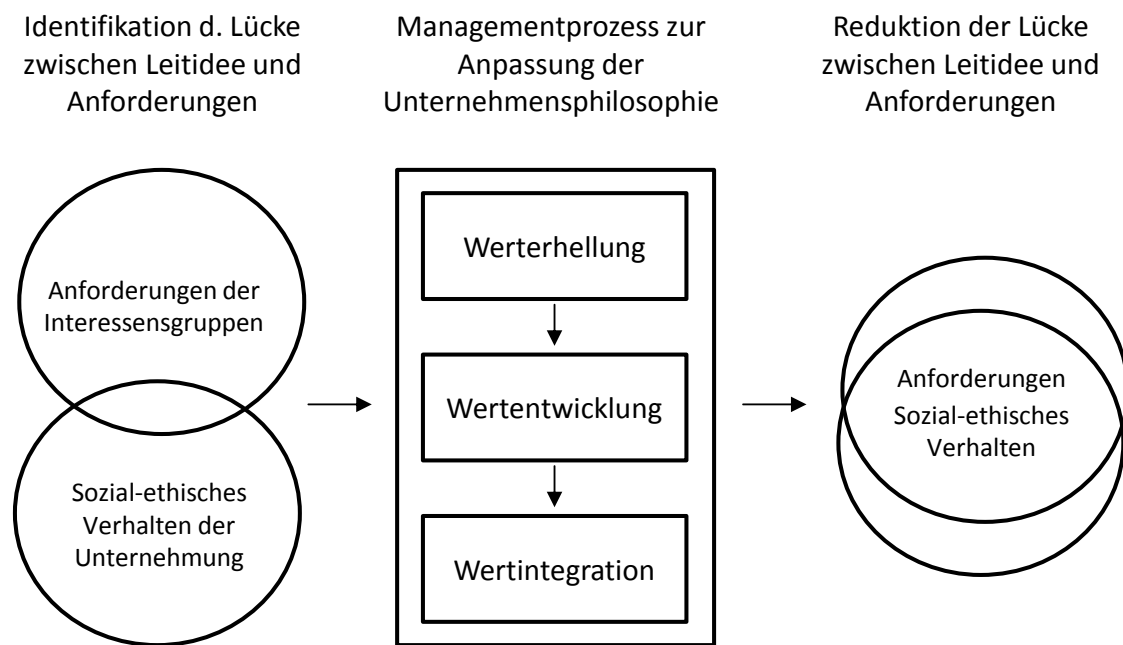 Identifikation d. Lücke
zwischen Leitidee und
Anforderungen
Managementprozess zur
Anpassung der
Unternehmensphilosophie
Reduktion der Lücke
zwischen Leitidee und
Anforderungen
Anforderungen der
Interessensgruppen
Sozial-ethisches
Verhalten der
Unternehmung
Werterhellung
Wertentwicklung
Wertintegration
Anforderungen
Sozial-ethisches
Verhalten